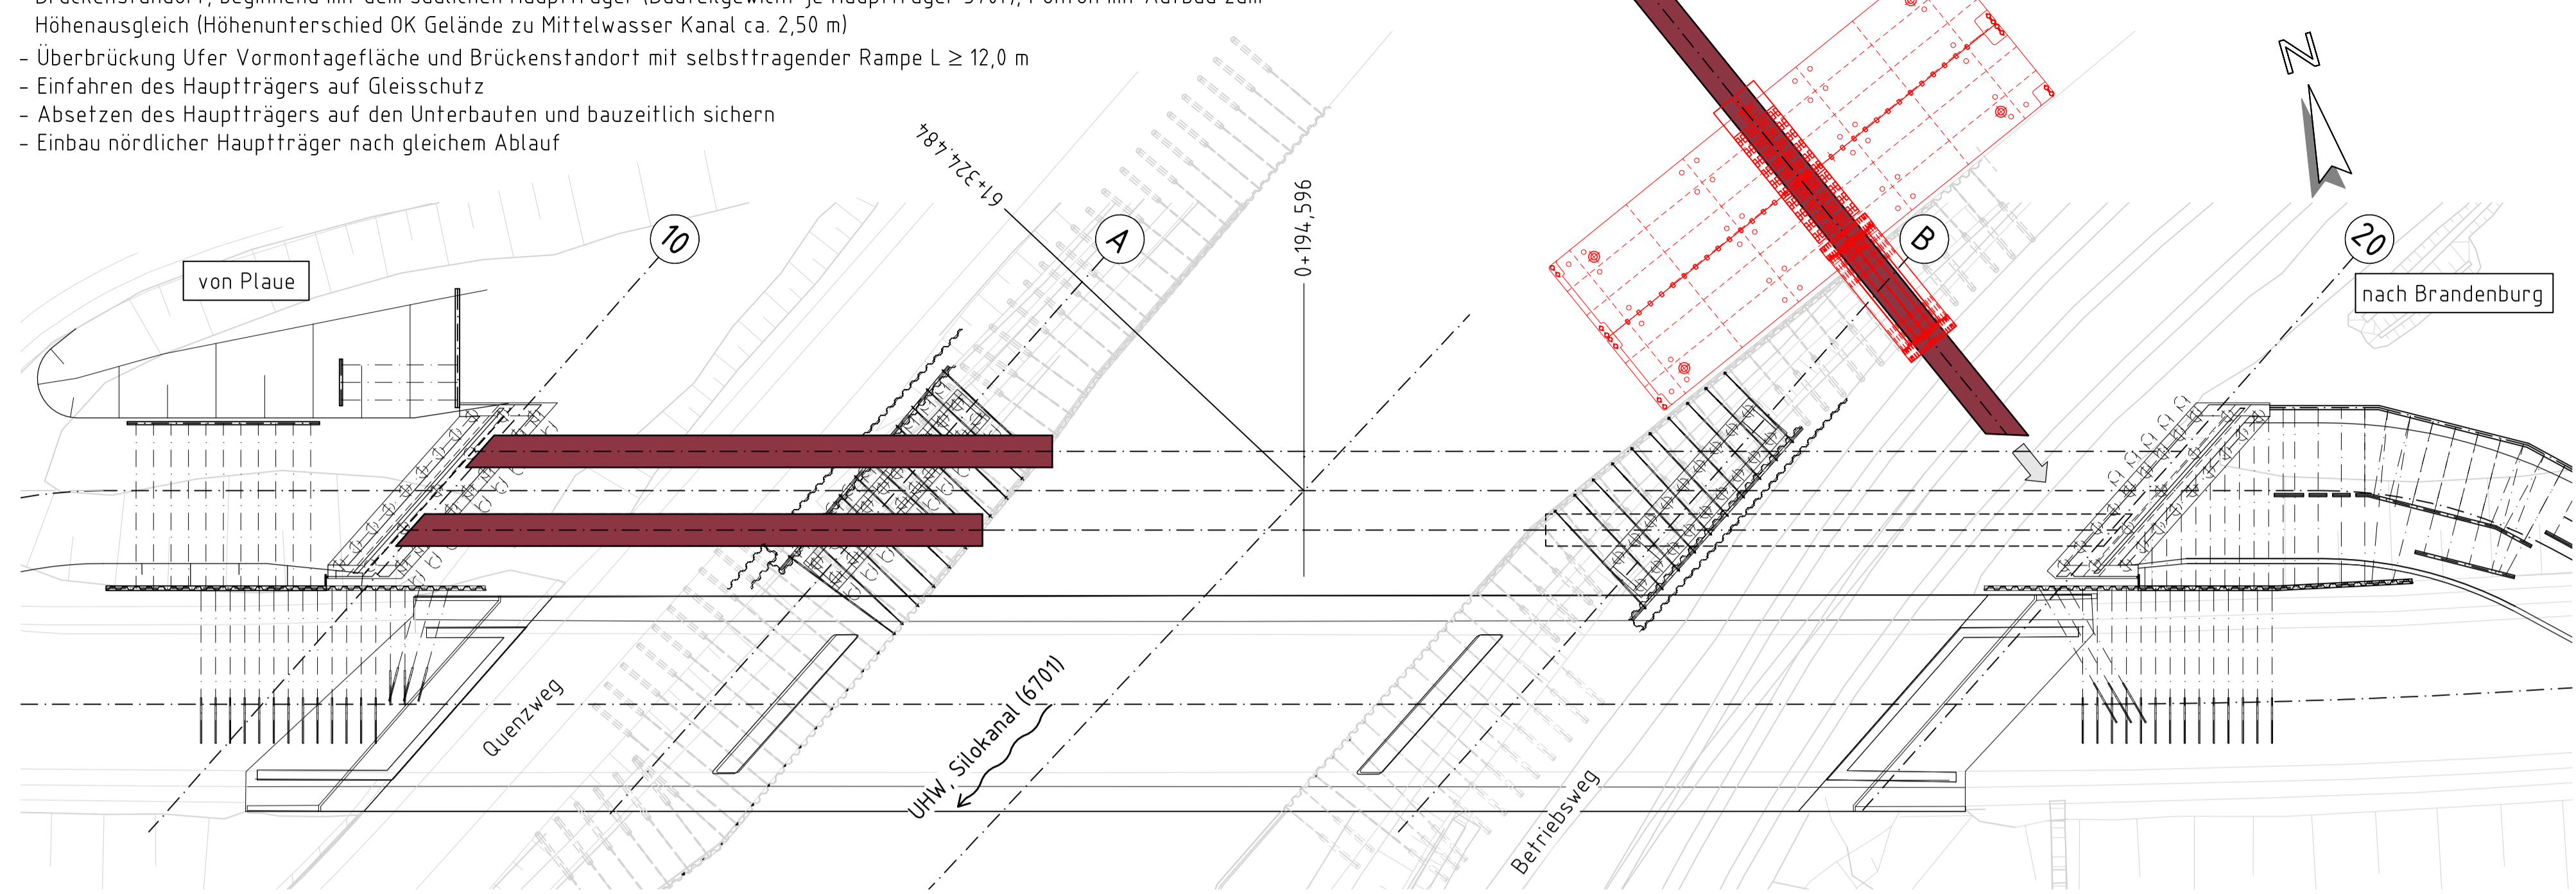 Höhenausgleich (Höhenunterschied OK Gelände zu Mittelwasser Kanal ca. 2,50 m)
- Überbrückung Ufer Vormontagefläche und Brückenstandort mit selbsttragender Rampe L ≥ 12,0 m
- Einfahren des Hauptträgers auf Gleisschutz
- Absetzen des Hauptträgers auf den Unterbauten und bauzeitlich sichern
- Einbau nördlicher Hauptträger nach gleichem Ablauf
N
61+324.484
0+194,596
10
A
B
20
von Plaue
nach Brandenburg
Quenzweg
UHW, Silokanal (6701)
Betriebsweg